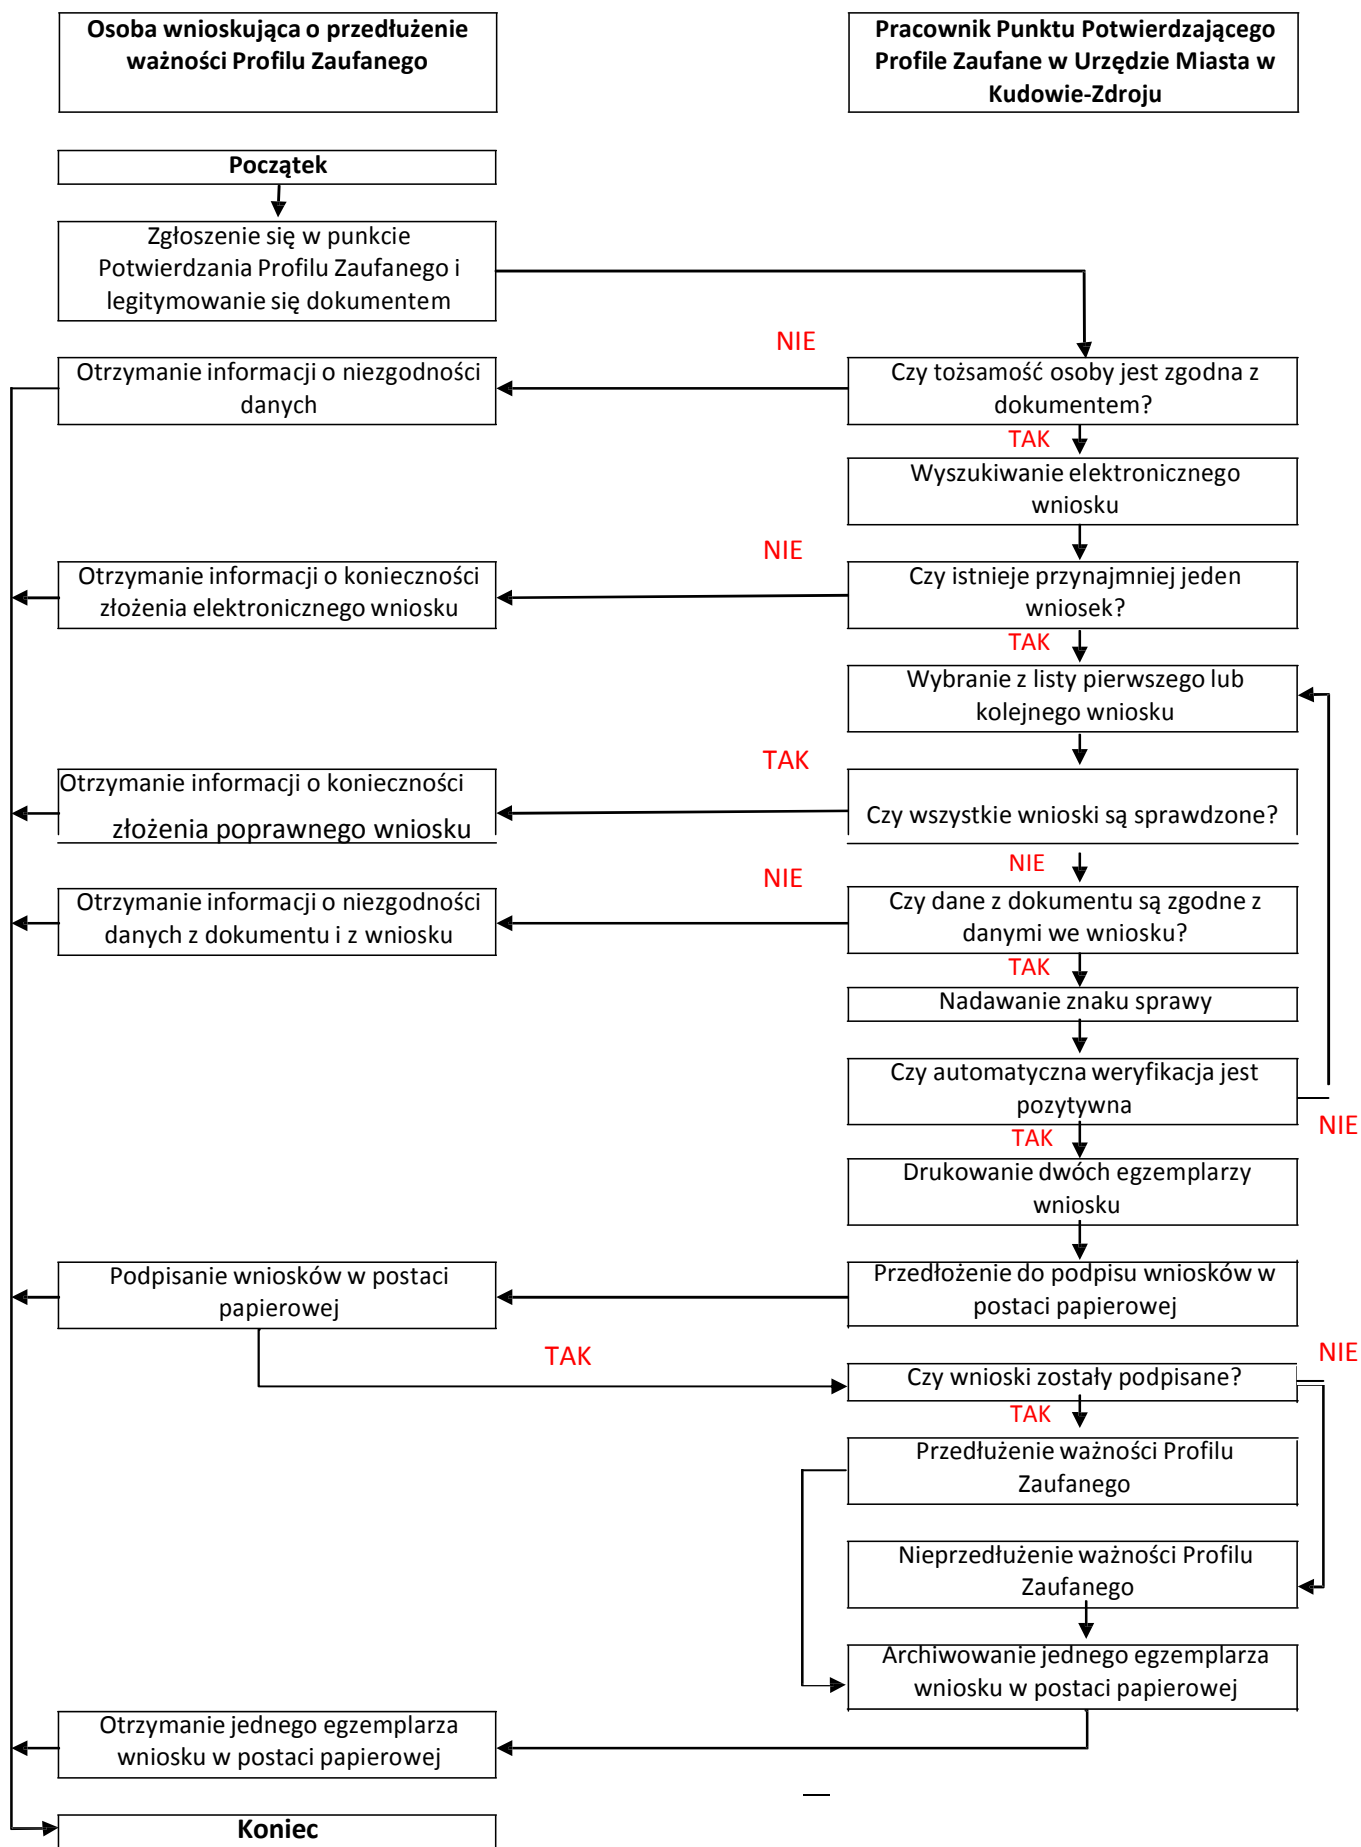 Osoba wnioskująca o przedłużenie
ważności Profilu Zaufanego
Pracownik Punktu Potwierdzającego
Profile Zaufane w Urzędzie Miasta w
Kudowie-Zdroju
Początek
Zgłoszenie się w punkcie
Potwierdzania Profilu Zaufanego i
legitymowanie się dokumentem
NIE
Otrzymanie informacji o niezgodności
danych
Czy tożsamość osoby jest zgodna z
dokumentem?
TAK
Wyszukiwanie elektronicznego
wniosku
NIE
Otrzymanie informacji o konieczności
złożenia elektronicznego wniosku
Czy istnieje przynajmniej jeden
wniosek?
TAK
Wybranie z listy pierwszego lub
kolejnego wniosku
TAK
Otrzymanie informacji o konieczności
złożenia poprawnego wniosku
Czy wszystkie wnioski są sprawdzone?
NIE
NIE
Otrzymanie informacji o niezgodności
danych z dokumentu i z wniosku
Czy dane z dokumentu są zgodne z
danymi we wniosku?
TAK
Nadawanie znaku sprawy
Czy automatyczna weryfikacja jest
pozytywna
NIE
TAK
Drukowanie dwóch egzemplarzy
wniosku
Podpisanie wniosków w postaci
papierowej
Przedłożenie do podpisu wniosków w
postaci papierowej
TAK
NIE
Czy wnioski zostały podpisane?
TAK
Przedłużenie ważności Profilu
Zaufanego
Nieprzedłużenie ważności Profilu
Zaufanego
Archiwowanie jednego egzemplarza
wniosku w postaci papierowej
Otrzymanie jednego egzemplarza
wniosku w postaci papierowej
Koniec